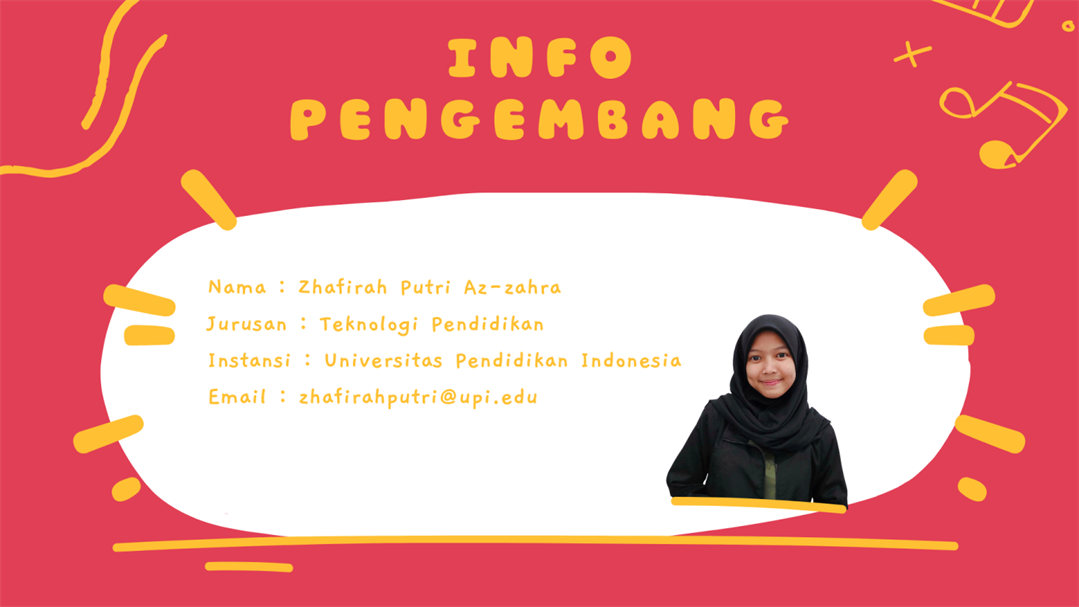 INFO
PENGEMBANG
Nama : Zhafirah Putri Az-zahra
Jurusan : Teknologi Pendidikan
Instansi : Universitas Pendidikan Indonesia
Email : zhafirahputri@upi.edu